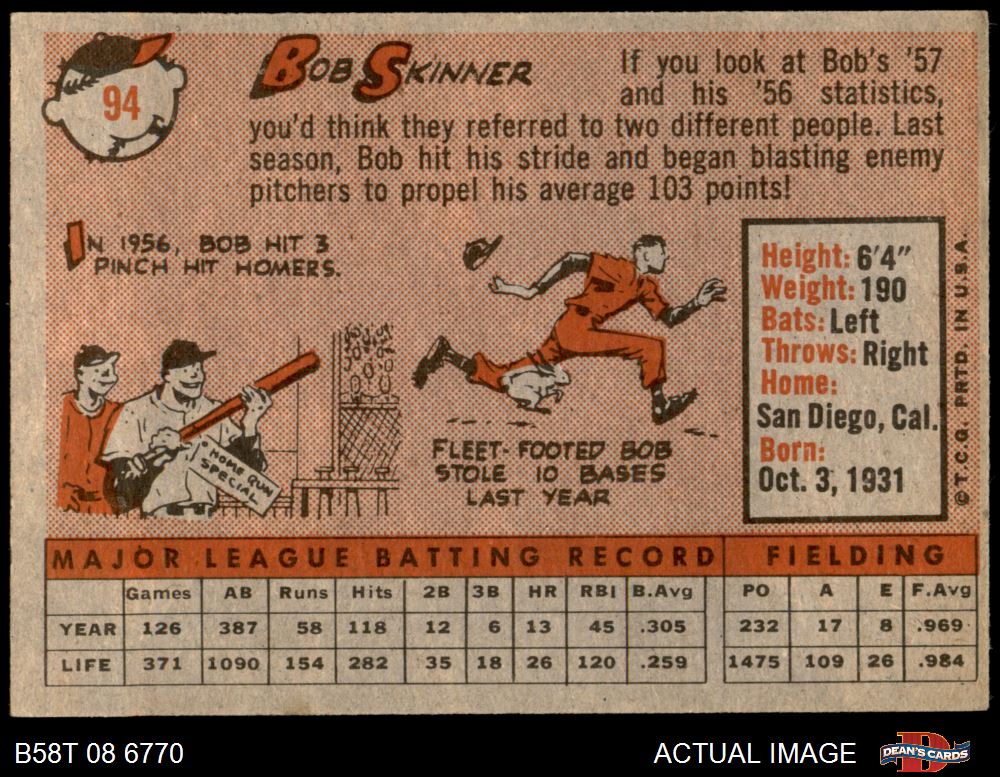 94
BOB SKINNER
If you look at Bob's '57
and his '56 statistics,
you'd think they referred to two different people. Last
season, Bob hit his stride and began blasting enemy
pitchers to propel his average 103 points!
IN 1956, BOB HIT 3
PINCH HIT HOMERS.
HOME RUN
SPECIAL
FLEET-FOOTED BOB
STOLE 10 BASES
LAST YEAR
Height: 6'4"
Weight: 190
Bats: Left
Throws: Right
Home:
San Diego, Cal.
Born:
Oct. 3, 1931
© T.C.G. PRTD. IN U.S.A.
MAJOR LEAGUE BATTING RECORD FIELDING
Games AB Runs Hits 2B 3B HR RBI B.Avg PO A E F.Avg
YEAR 126 387 58 118 12 6 13 45 .305 232 17 8 .969
LIFE 371 1090 154 282 35 18 26 120 .259 1475 109 26 .984
B58T 08 6770 ACTUAL IMAGE D DEAN'S CARDS